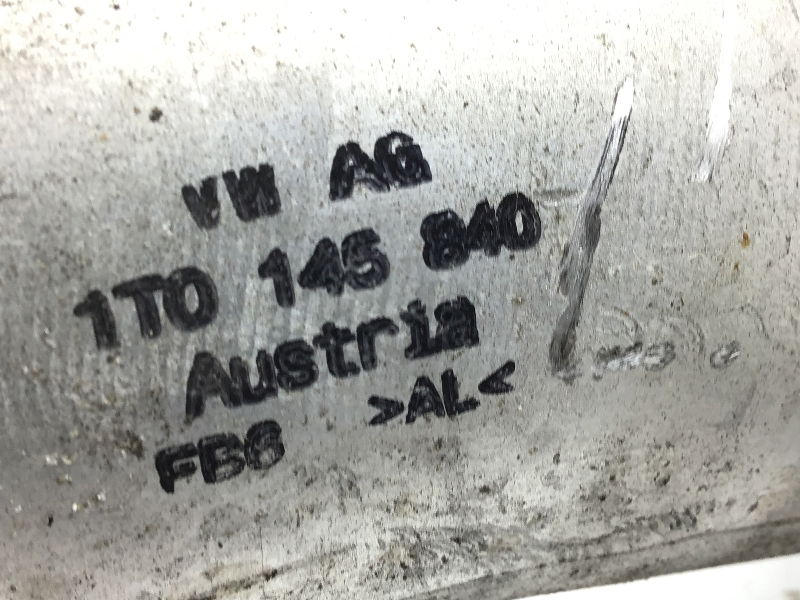 VW AG
1T0 145 840
Austria
>AL<
FB6